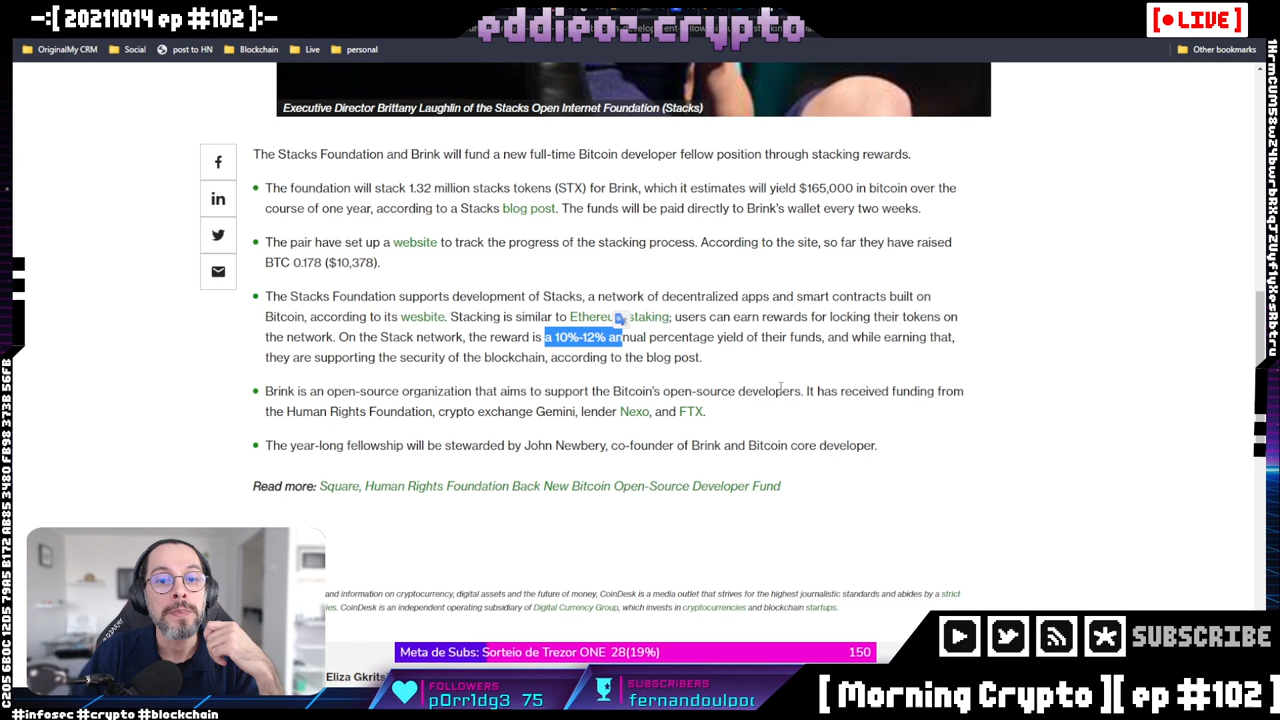 -:[ 20211014 ep #102 ]:-
eddieoz.crypto
[ LIVE ]
OriginalMy CRM
Social
post to HN
Blockchain
Live
personal
Other bookmarks
Executive Director Brittany Laughlin of the Stacks Open Internet Foundation (Stacks)
The Stacks Foundation and Brink will fund a new full-time Bitcoin developer fellow position through stacking rewards.
The foundation will stack 1.32 million stacks tokens (STX) for Brink, which it estimates will yield $165,000 in bitcoin over the
course of one year, according to a Stacks blog post. The funds will be paid directly to Brink's wallet every two weeks.
The pair have set up a website to track the progress of the stacking process. According to the site, so far they have raised
BTC 0.178 ($10,378).
The Stacks Foundation supports development of Stacks, a network of decentralized apps and smart contracts built on
Bitcoin, according to its wesbite. Stacking is similar to Ethereu staking; users can earn rewards for locking their tokens on
the network. On the Stack network, the reward is a 10%-12% annual percentage yield of their funds, and while earning that,
they are supporting the security of the blockchain, according to the blog post.
Brink is an open-source organization that aims to support the Bitcoin's open-source developers. It has received funding from
the Human Rights Foundation, crypto exchange Gemini, lender Nexo, and FTX.
The year-long fellowship will be stewarded by John Newbery, co-founder of Brink and Bitcoin core developer.
Read more: Square, Human Rights Foundation Back New Bitcoin Open-Source Developer Fund
and information on cryptocurrency, digital assets and the future of money, CoinDesk is a media outlet that strives for the highest journalistic standards and abides by a strict
ies. CoinDesk is an independent operating subsidiary of Digital Currency Group, which invests in cryptocurrencies and blockchain startups.
Meta de Subs: Sorteio de Trezor ONE 28(19%)
150
Eliza Gkrits
FOLLOWERS
p0rr1dg3 75
SUBSCRIBERS
fernandoulpoc
SUBSCRIBE
[ Morning Crypto ][ ep #102 ]
#infosec #crypto #blockchain